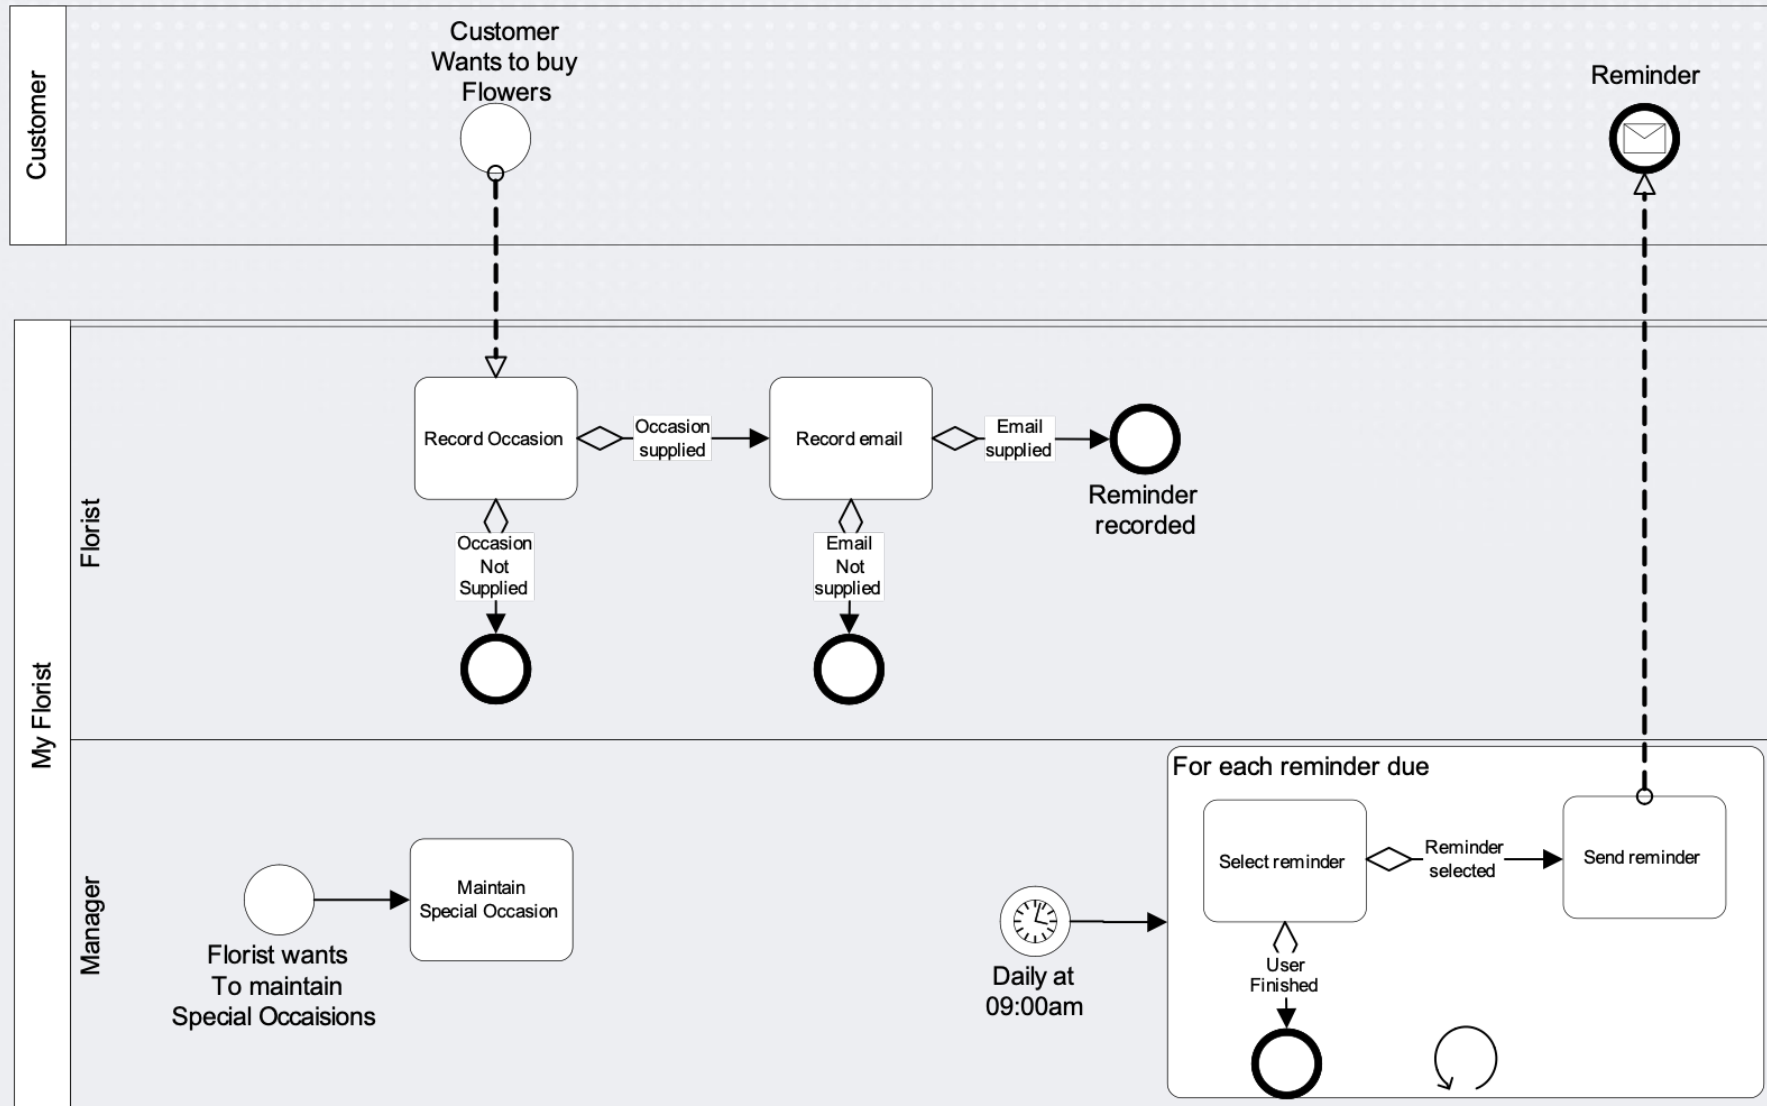 Customer
Customer
Wants to buy
Flowers
Reminder
My Florist
Florist
Record Occasion
Occasion
supplied
Record email
Email
supplied
Reminder
recorded
Occasion
Not
Supplied
Email
Not
supplied
Manager
Florist wants
To maintain
Special Occaisions
Maintain
Special Occasion
Daily at
09:00am
For each reminder due
Select reminder
Reminder
selected
Send reminder
User
Finished